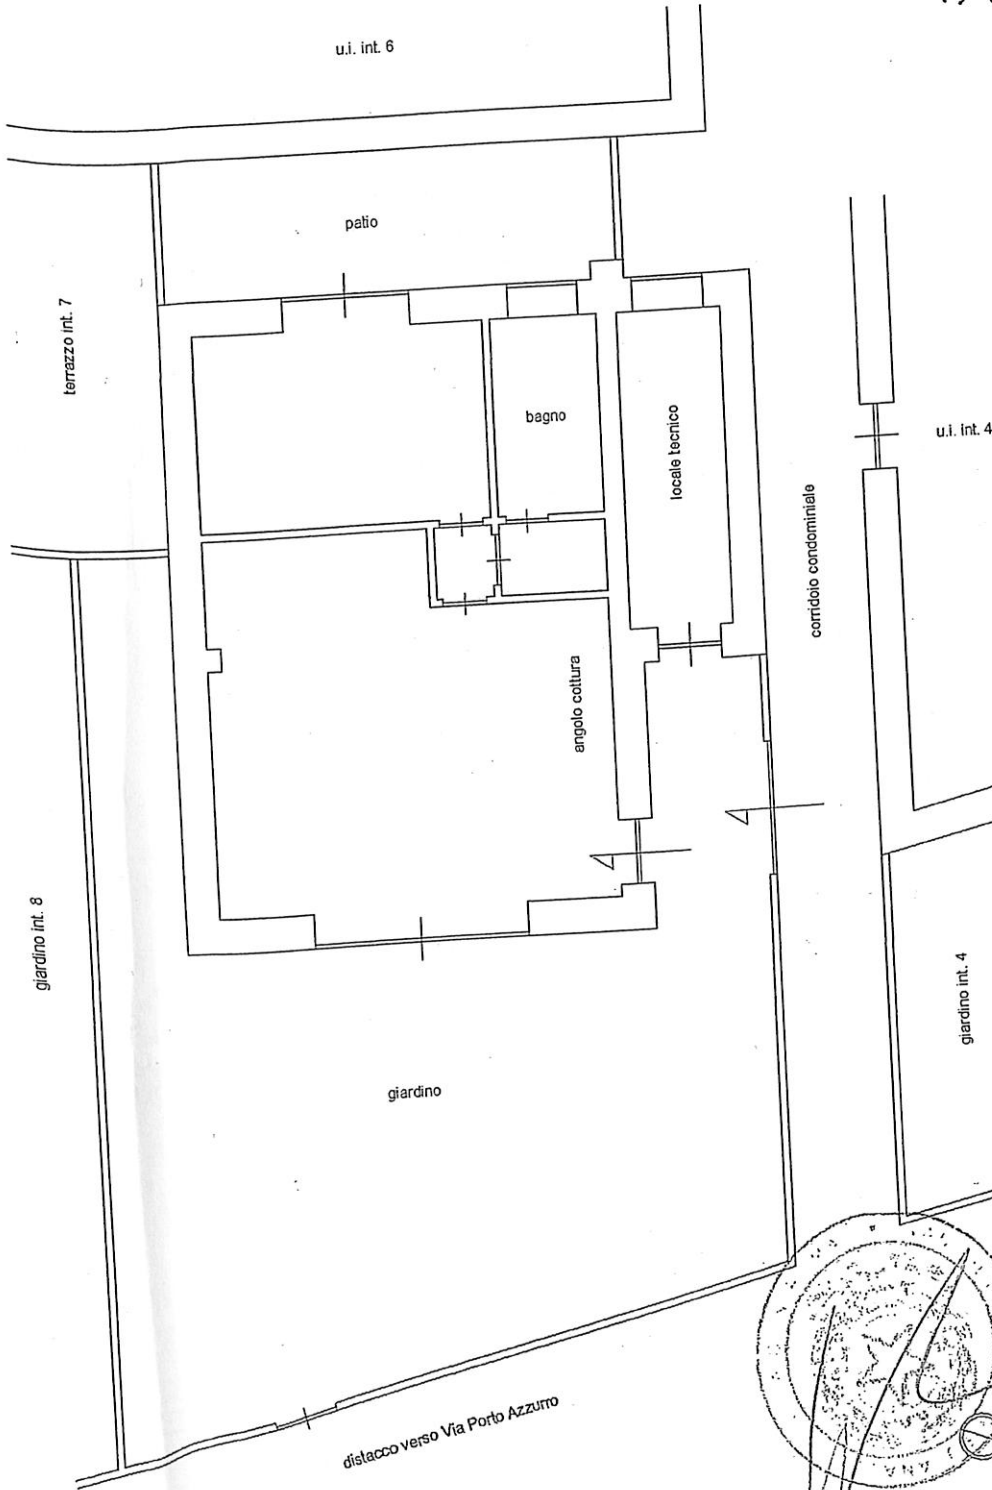 u.i. int. 6
patio
terrazzo int. 7
bagno
locale tecnico
u.i. int. 4
corridoio condominiale
angolo cottura
giardino int. 8
giardino int. 4
giardino
distacco verso Via Porto Azzurro